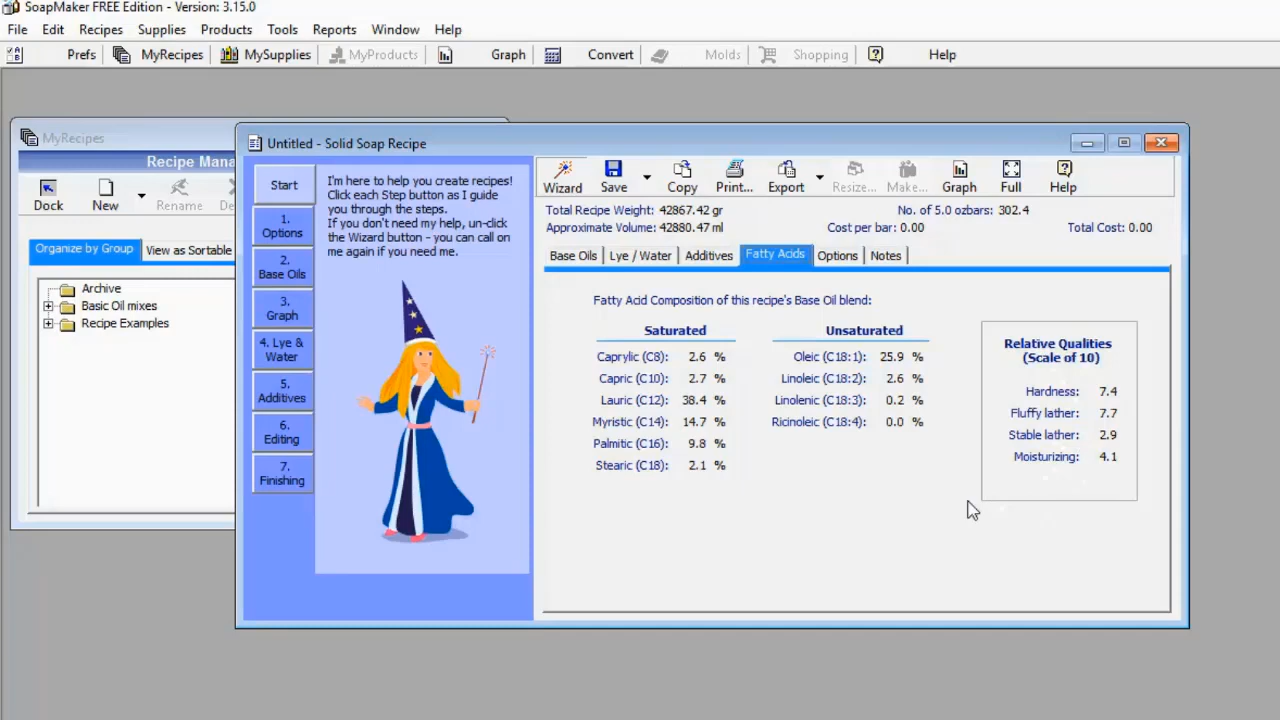 SoapMaker FREE Edition - Version: 3.15.0
File Edit Recipes Supplies Products Tools Reports Window Help
Prefs MyRecipes MySupplies MyProducts Graph Convert Molds Shopping Help
MyRecipes
Recipe Mana
Dock New Rename De
Organize by Group View as Sortable
Archive
Basic Oil mixes
Recipe Examples
Untitled - Solid Soap Recipe
Start
1.
Options
2.
Base Oils
3.
Graph
4. Lye &
Water
5.
Additives
6.
Editing
7.
Finishing
I'm here to help you create recipes!
Click each Step button as I guide
you through the steps.
If you don't need my help, un-click
the Wizard button - you can call on
me again if you need me.
Wizard Save Copy Print... Export Resize... Make... Graph Full Help
Total Recipe Weight: 42867.42 gr No. of 5.0 ozbars: 302.4
Approximate Volume: 42880.47 ml Cost per bar: 0.00 Total Cost: 0.00
Base Oils Lye / Water Additives Fatty Acids Options Notes
Fatty Acid Composition of this recipe's Base Oil blend:
Saturated
Caprylic (C8): 2.6 %
Capric (C10): 2.7 %
Lauric (C12): 38.4 %
Myristic (C14): 14.7 %
Palmitic (C16): 9.8 %
Stearic (C18): 2.1 %
Unsaturated
Oleic (C18:1): 25.9 %
Linoleic (C18:2): 2.6 %
Linolenic (C18:3): 0.2 %
Ricinoleic (C18:4): 0.0 %
Relative Qualities
(Scale of 10)
Hardness: 7.4
Fluffy lather: 7.7
Stable lather: 2.9
Moisturizing: 4.1